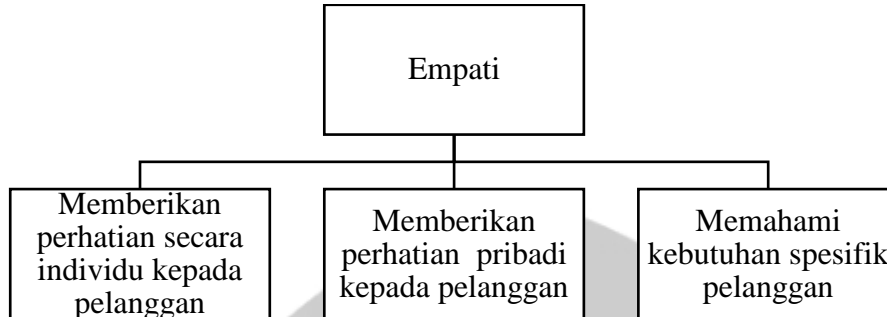 Empati
Memberikan
perhatian secara
individu kepada
pelanggan
Memberikan
perhatian pribadi
kepada pelanggan
Memahami
kebutuhan spesifik
pelanggan